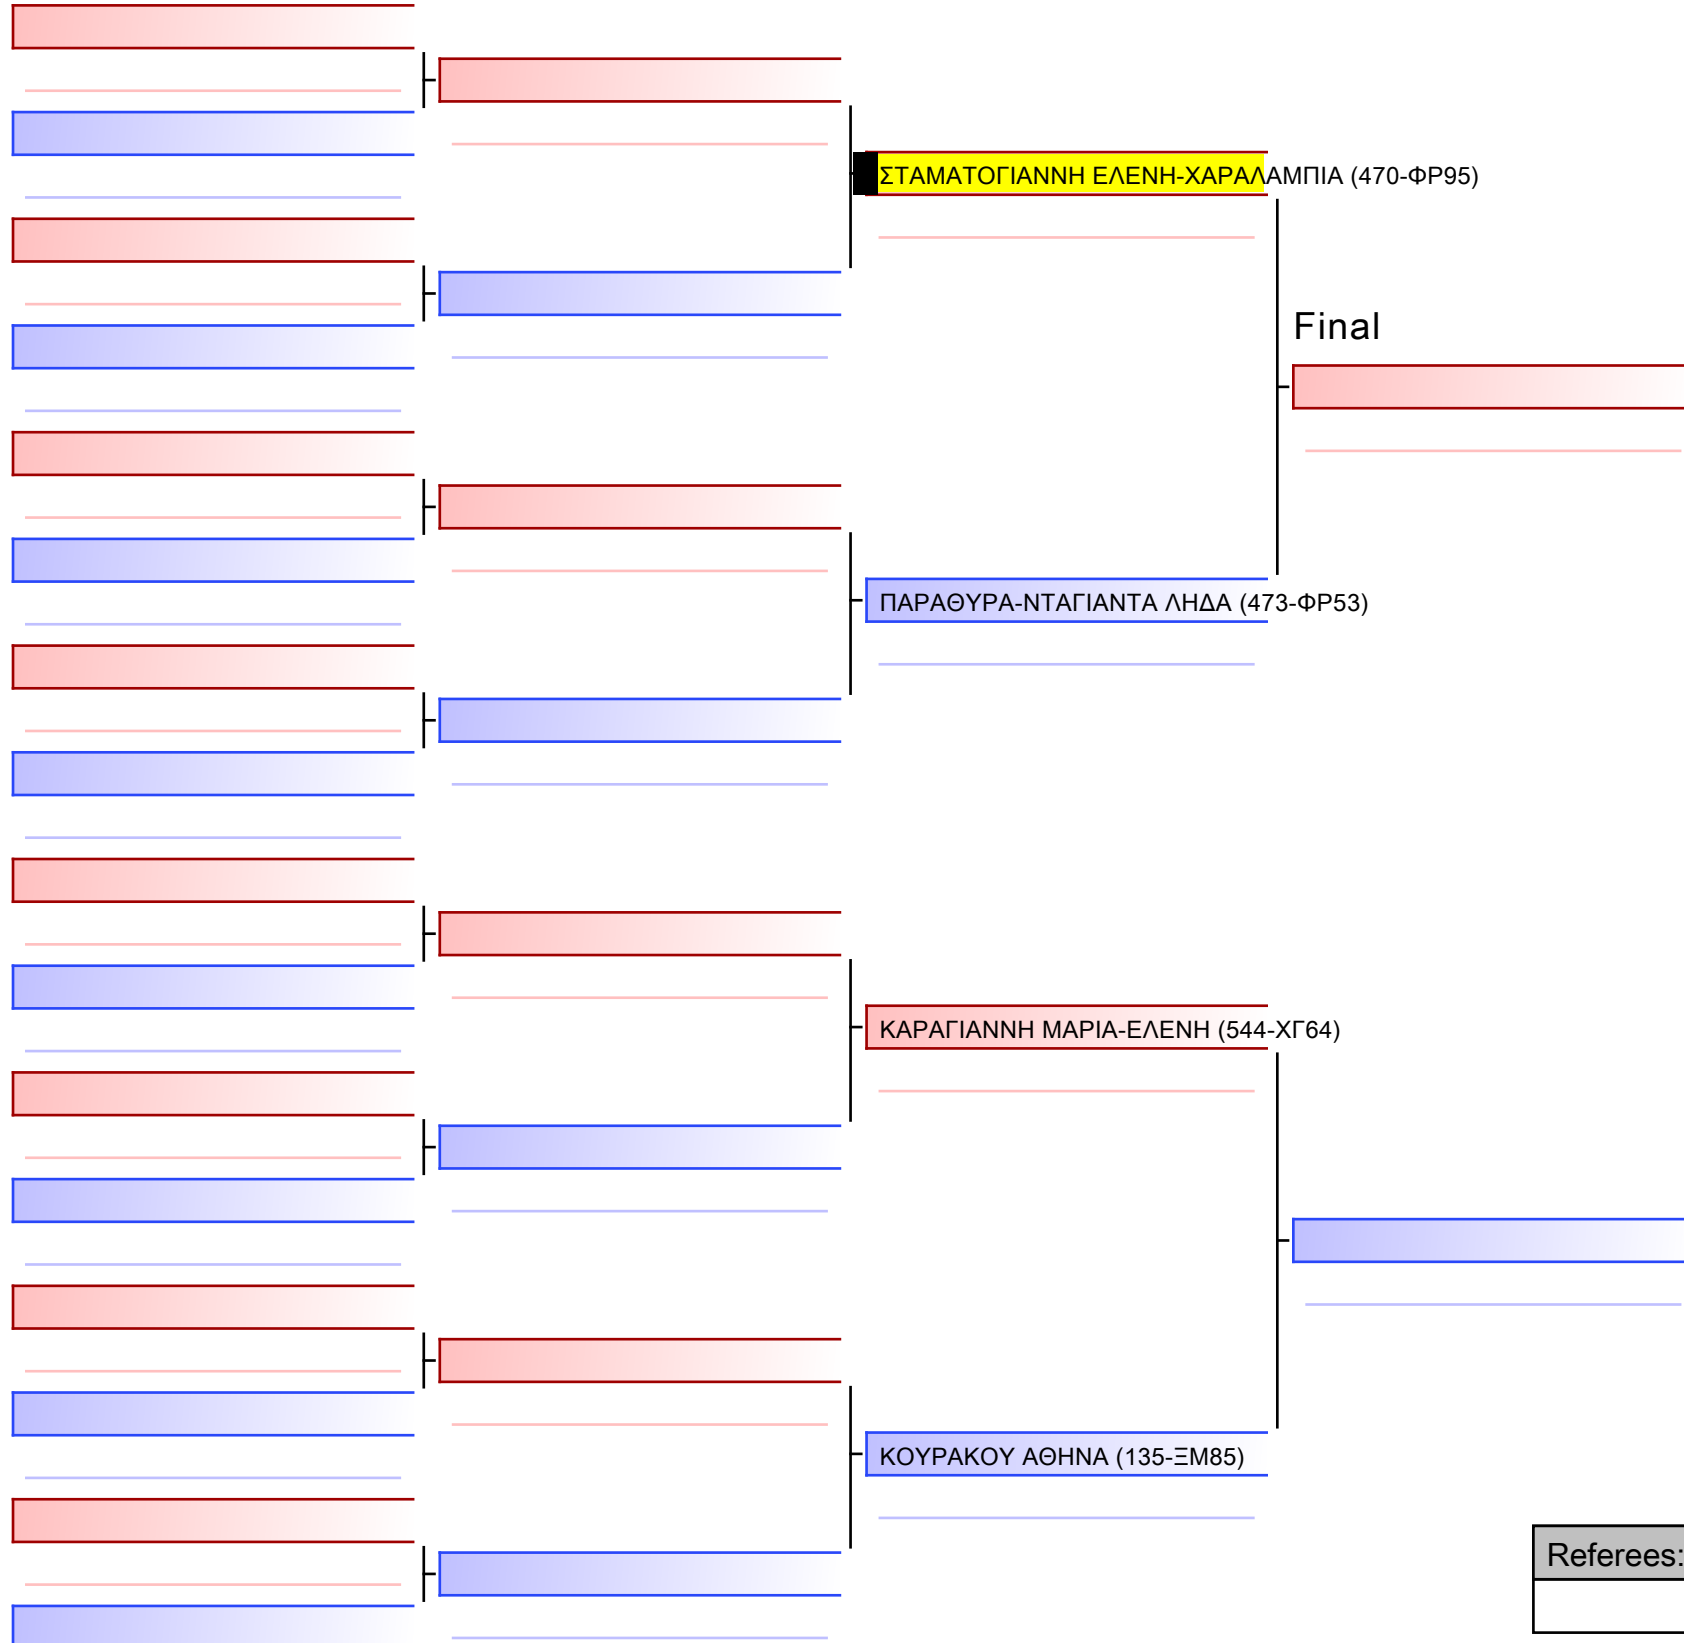 ΣΤΑΜΑΤΟΓΙΑΝΝΗ ΕΛΕΝΗ-ΧΑΡΑΛΑΜΠΙΑ (470-ΦΡ95)
Final
ΠΑΡΑΘΥΡΑ-ΝΤΑΓΙΑΝΤΑ ΛΗΔΑ (473-ΦΡ53)
ΚΑΡΑΓΙΑΝΝΗ ΜΑΡΙΑ-ΕΛΕΝΗ (544-ΧΓ64)
ΚΟΥΡΑΚΟΥ ΑΘΗΝΑ (135-ΞΜ85)
Referees: